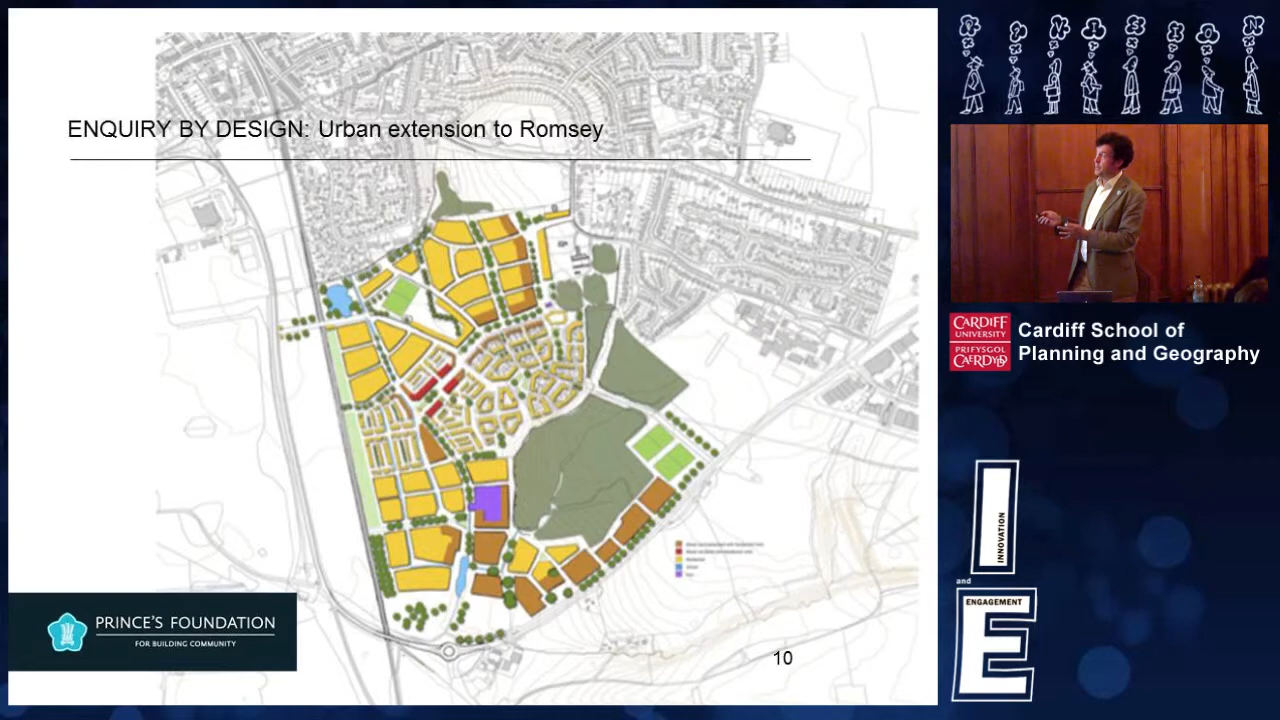 ENQUIRY BY DESIGN: Urban extension to Romsey
PRINCE'S FOUNDATION
FOR BUILDING COMMUNITY
10
CARDIFF
UNIVERSITY
PRIFYSGOL
CAERDYDD
Cardiff School of
Planning and Geography
INNOVATION
and
ENGAGEMENT
I
E